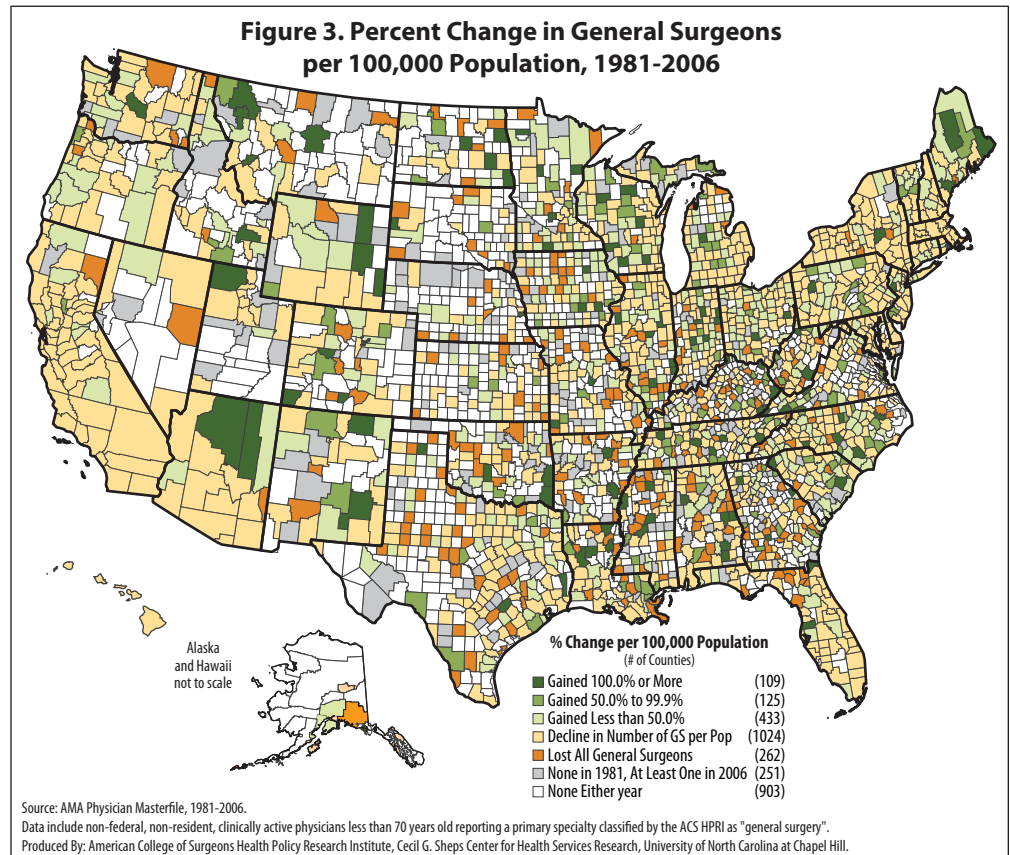 Figure 3. Percent Change in General Surgeons
per 100,000 Population, 1981-2006
Alaska
and Hawaii
not to scale
% Change per 100,000 Population
(# of Counties)
Gained 100.0% or More (109)
Gained 50.0% to 99.9% (125)
Gained Less than 50.0% (433)
Decline in Number of GS per Pop (1024)
Lost All General Surgeons (262)
None in 1981, At Least One in 2006 (251)
None Either year (903)
Source: AMA Physician Masterfile, 1981-2006.
Data include non-federal, non-resident, clinically active physicians less than 70 years old reporting a primary specialty classified by the ACS HPRI as "general surgery".
Produced By: American College of Surgeons Health Policy Research Institute, Cecil G. Sheps Center for Health Services Research, University of North Carolina at Chapel Hill.